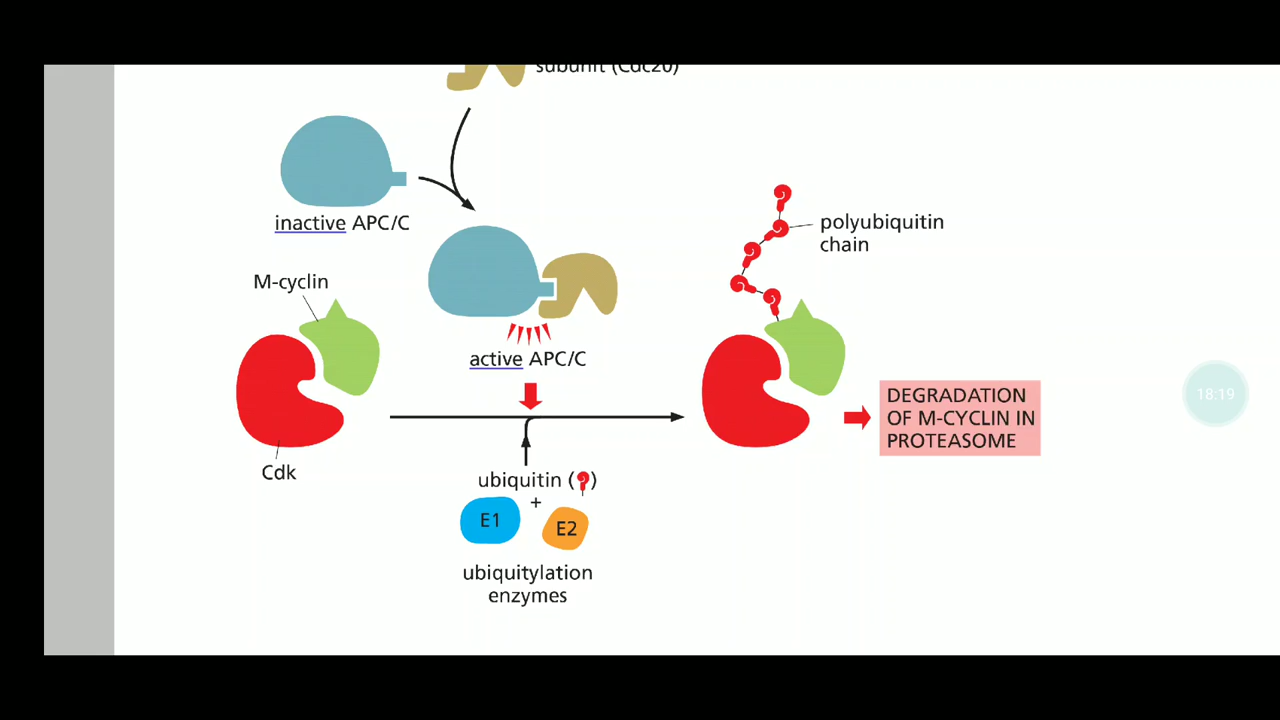 subunit (Cdc20)
inactive APC/C
M-cyclin
polyubiquitin
chain
active APC/C
DEGRADATION
OF M-CYCLIN IN
PROTEASOME
18:19
Cdk
ubiquitin ( )
+
E1
E2
ubiquitylation
enzymes